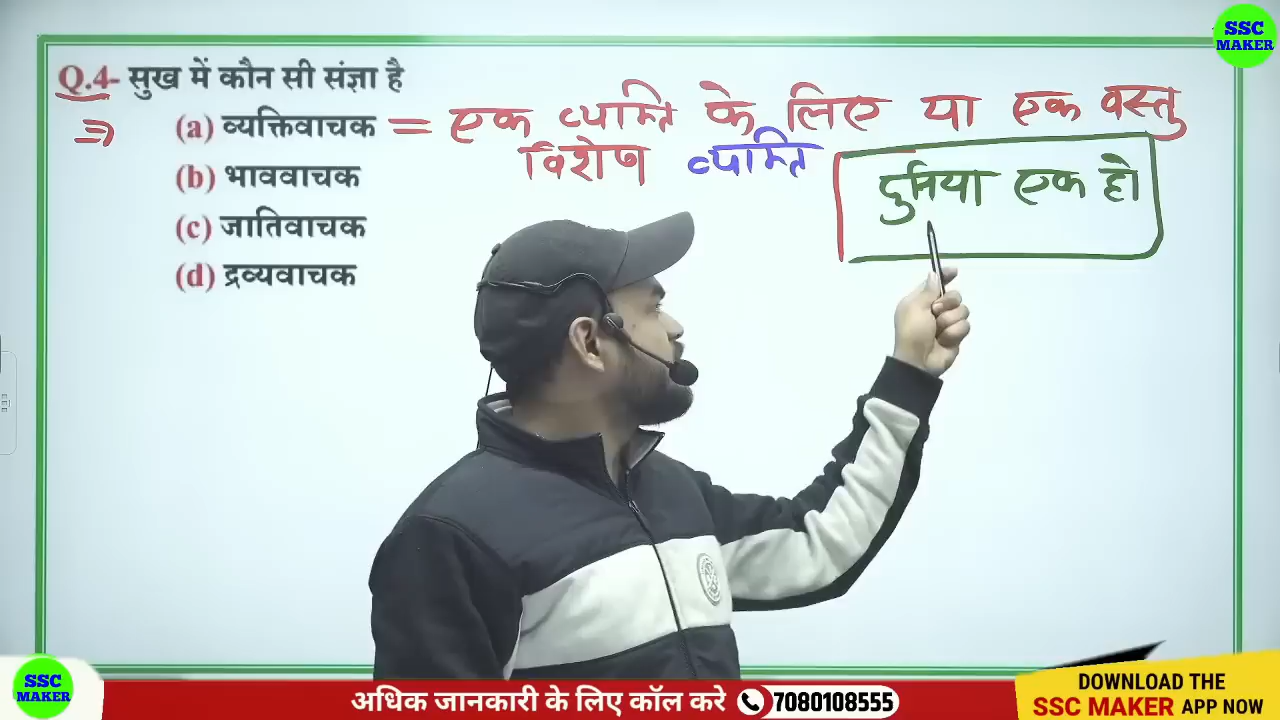 SSC
MAKER
Q.4- सुख में कौन सी संज्ञा है
⇒ (a) व्यक्तिवाचक = एक व्यक्ति के लिए या एक वस्तु
विशेष व्यक्ति
दुनिया एक हो
(b) भाववाचक
(c) जातिवाचक
(d) द्रव्यवाचक
SSC
MAKER
अधिक जानकारी के लिए कॉल करे 7080108555
DOWNLOAD THE
SSC MAKER APP NOW